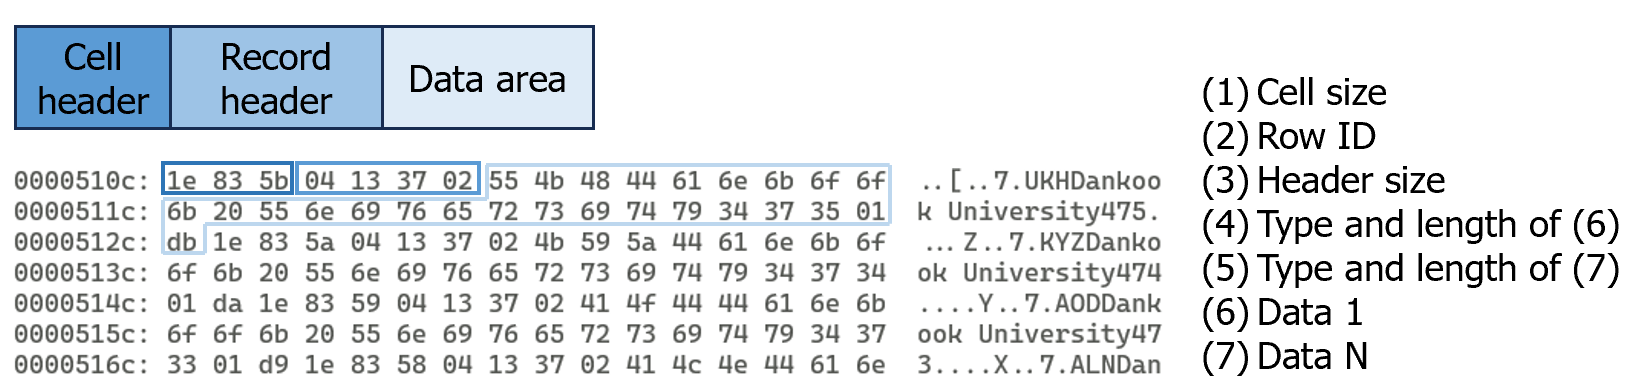 Cell header
Record header
Data area
0000510c: 1e 83 5b 04 13 37 02 55 4b 48 44 61 6e 6b 6f 6f ..[..7.UKHDankoo
0000511c: 6b 20 55 6e 69 76 65 72 73 69 74 79 34 37 35 01 k University475.
0000512c: db 1e 83 5a 04 13 37 02 4b 59 5a 44 61 6e 6b 6f ...Z..7.KYZDanko
0000513c: 6f 6b 20 55 6e 69 76 65 72 73 69 74 79 34 37 34 ok University474
0000514c: 01 da 1e 83 59 04 13 37 02 41 4f 44 44 61 6e 6b ....Y..7.AODDank
0000515c: 6f 6f 6b 20 55 6e 69 76 65 72 73 69 74 79 34 37 ook University47
0000516c: 33 01 d9 1e 83 58 04 13 37 02 41 4c 4e 44 61 6e 3....X..7.ALNDan
(1) Cell size
(2) Row ID
(3) Header size
(4) Type and length of (6)
(5) Type and length of (7)
(6) Data 1
(7) Data N